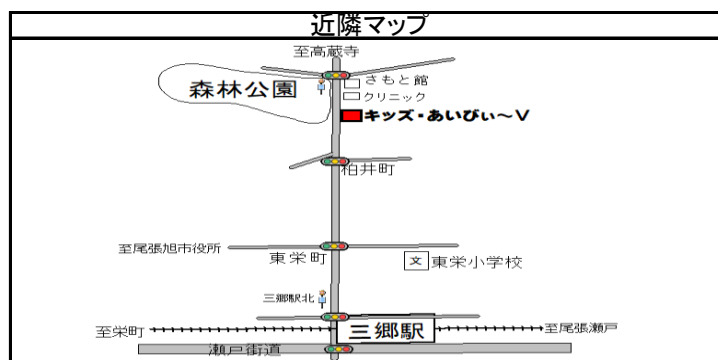 近隣マップ
至高蔵寺
さもと館
森林公園
クリニック
キッズ・あいびぃ～V
柏井町
至尾張旭市役所
東栄町
文 東栄小学校
三郷駅北
至栄町
三郷駅
至尾張瀬戸
瀬戸街道